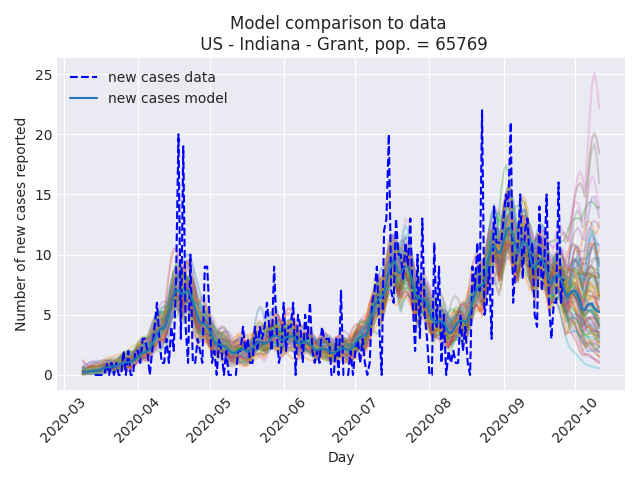 Model comparison to data
US - Indiana - Grant, pop. = 65769
new cases data
new cases model
Number of new cases reported
25
20
15
10
5
0
2020-03
2020-04
2020-05
2020-06
2020-07
2020-08
2020-09
2020-10
Day